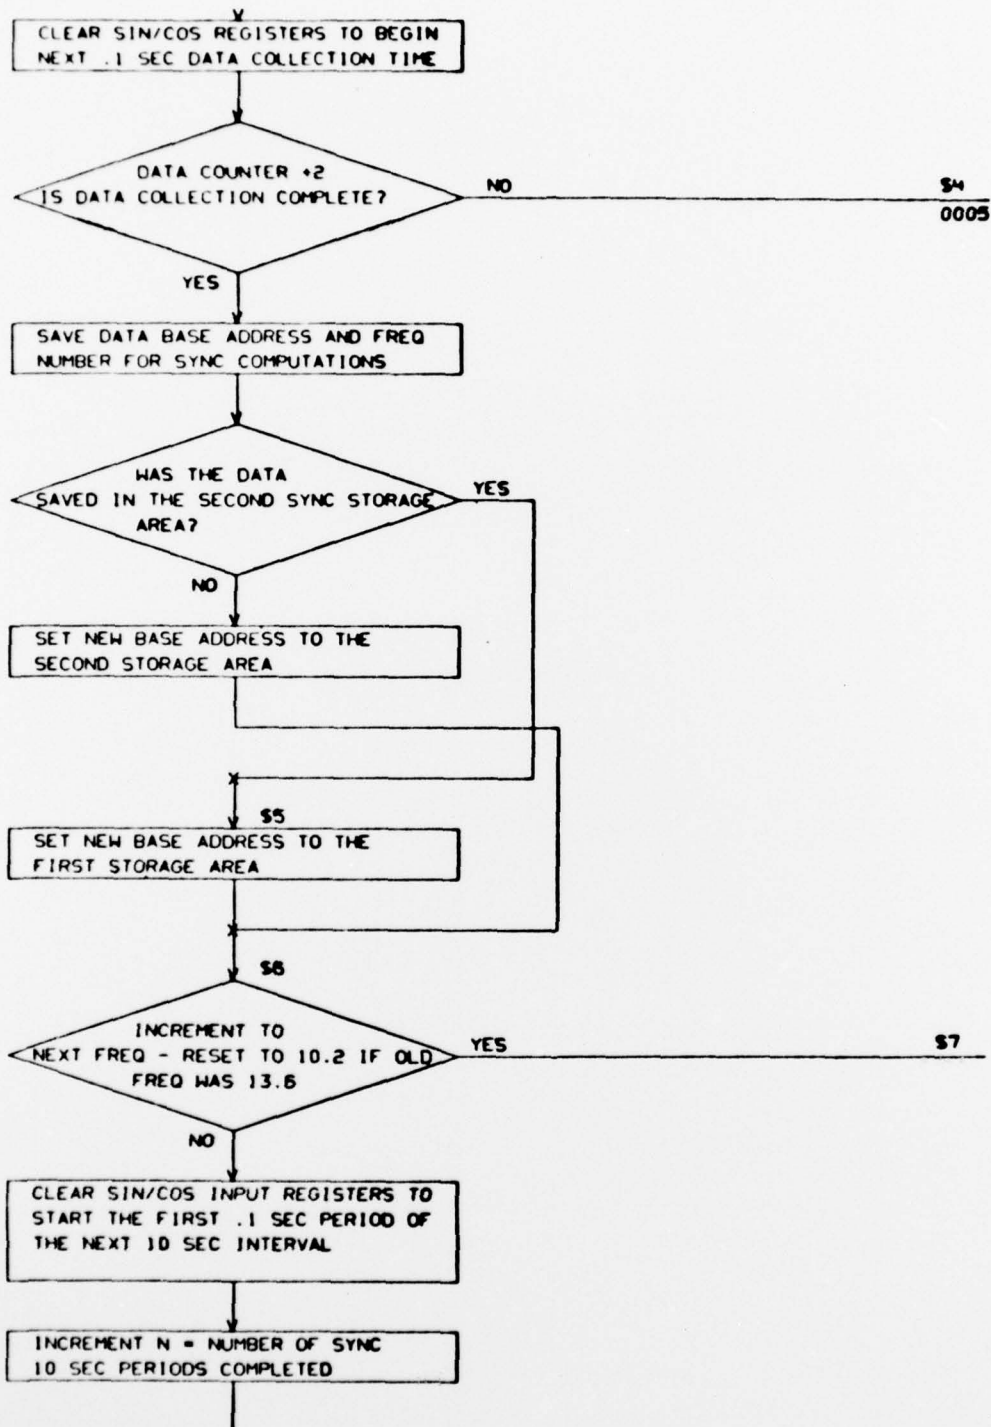 CLEAR SIN/COS REGISTERS TO BEGIN
NEXT .1 SEC DATA COLLECTION TIME
DATA COUNTER +2
IS DATA COLLECTION COMPLETE?
NO
$4
0005
YES
SAVE DATA BASE ADDRESS AND FREQ
NUMBER FOR SYNC COMPUTATIONS
WAS THE DATA
SAVED IN THE SECOND SYNC STORAGE
AREA?
YES
NO
SET NEW BASE ADDRESS TO THE
SECOND STORAGE AREA
$5
SET NEW BASE ADDRESS TO THE
FIRST STORAGE AREA
$6
INCREMENT TO
NEXT FREQ - RESET TO 10.2 IF OLD
FREQ WAS 13.6
YES
$7
NO
CLEAR SIN/COS INPUT REGISTERS TO
START THE FIRST .1 SEC PERIOD OF
THE NEXT 10 SEC INTERVAL
INCREMENT N = NUMBER OF SYNC
10 SEC PERIODS COMPLETED